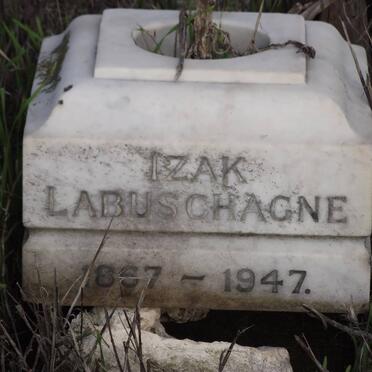 IZAK
LABUSCHAGNE
1867 – 1947.